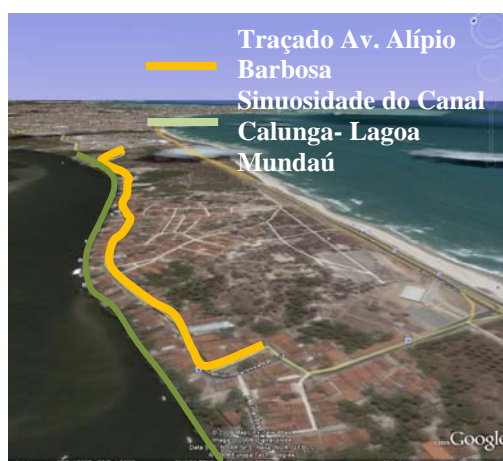 Traçado Av. Alípio
Barbosa
Sinuosidade do Canal
Calunga- Lagoa
Mundaú
Google